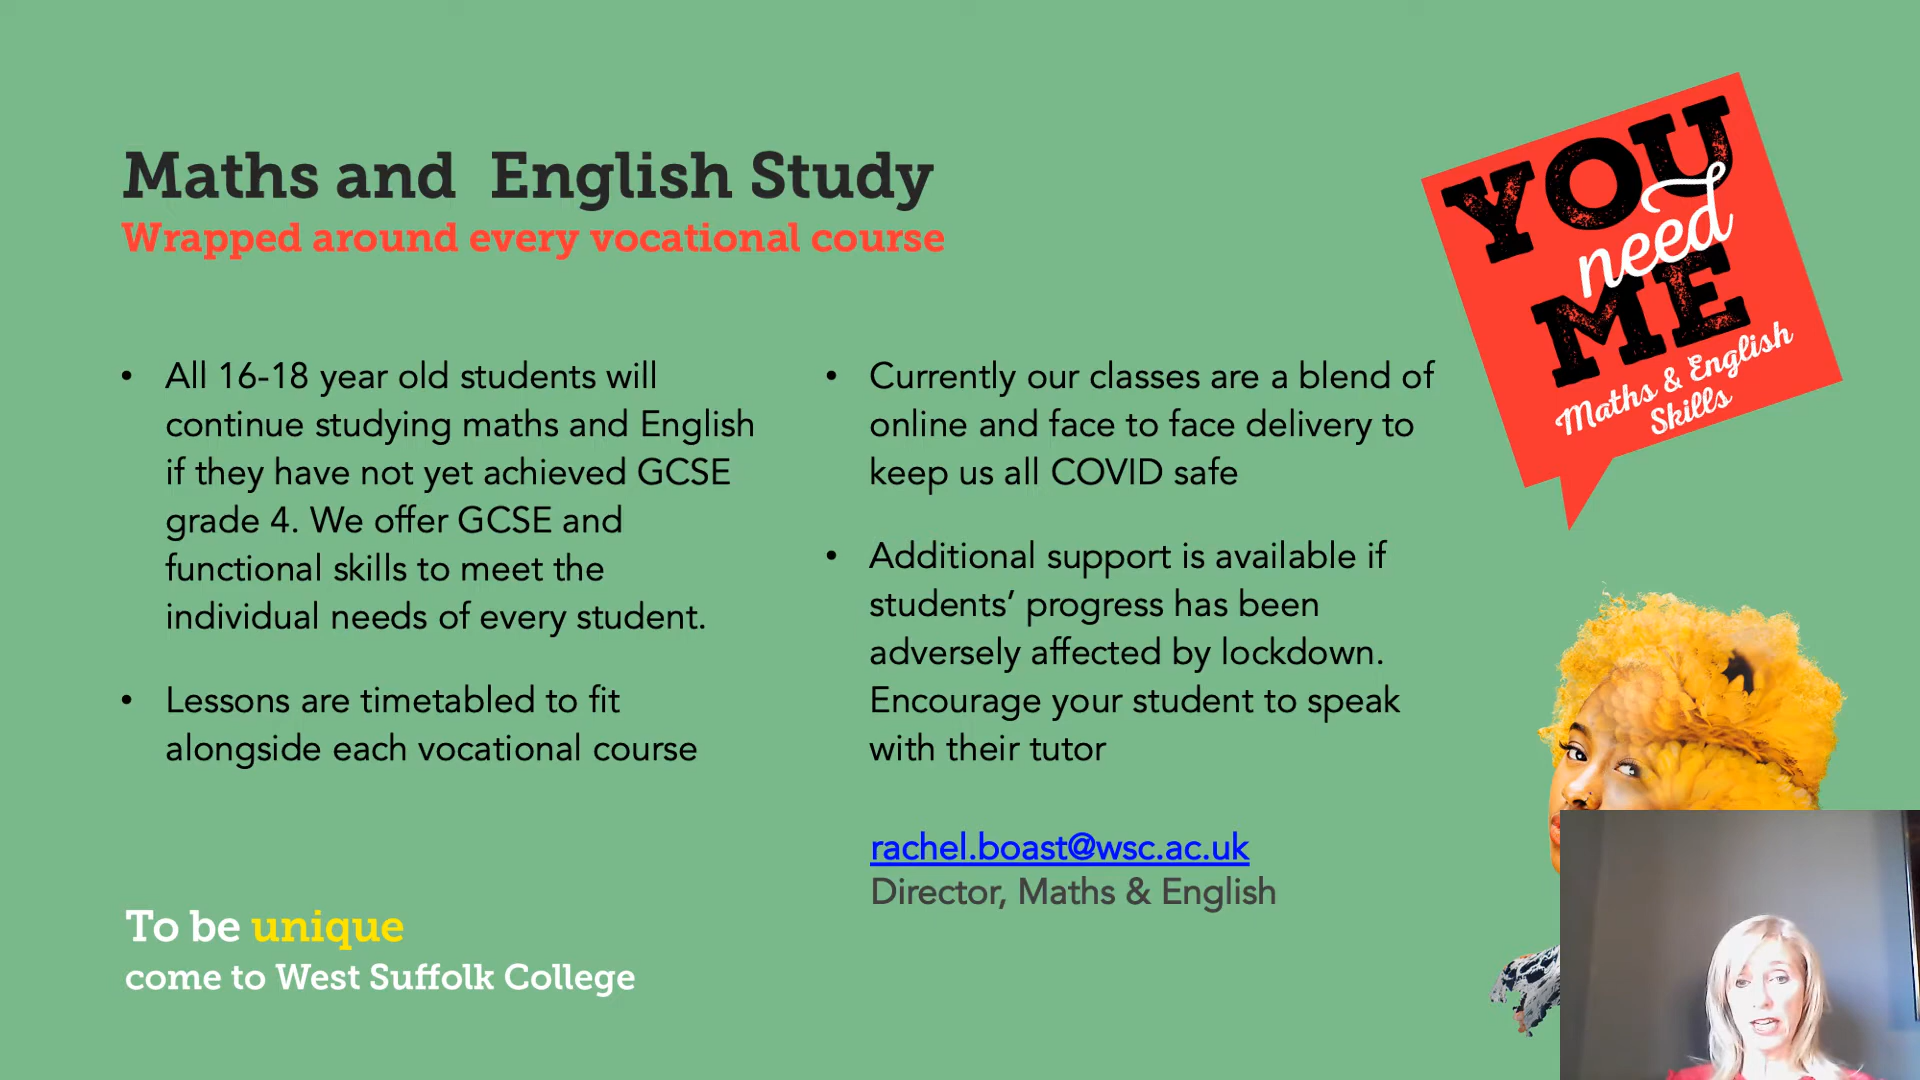 Maths and English Study
Wrapped around every vocational course
• All 16-18 year old students will
continue studying maths and English
if they have not yet achieved GCSE
grade 4. We offer GCSE and
functional skills to meet the
individual needs of every student.
• Lessons are timetabled to fit
alongside each vocational course
• Currently our classes are a blend of
online and face to face delivery to
keep us all COVID safe
• Additional support is available if
students’ progress has been
adversely affected by lockdown.
Encourage your student to speak
with their tutor
rachel.boast@wsc.ac.uk
Director, Maths & English
YOU
need
ME
Maths & English
Skills
To be unique
come to West Suffolk College